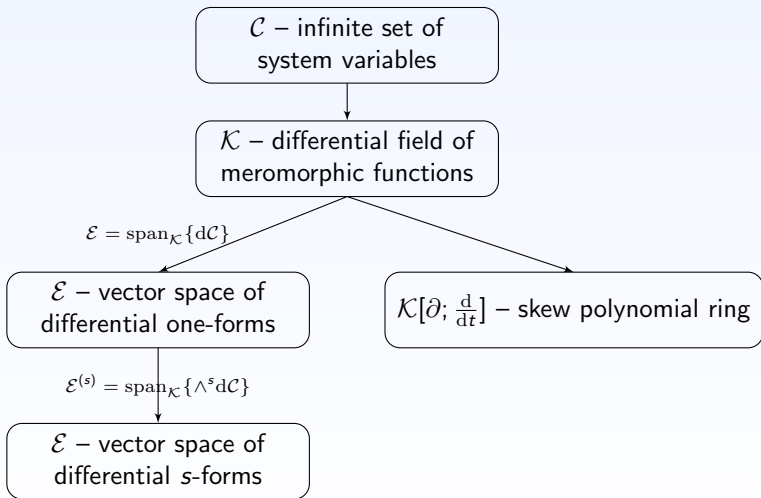 𝒞 – infinite set of
system variables
𝒦 – differential field of
meromorphic functions
ℰ = span_𝒦{d𝒞}
ℰ – vector space of
differential one-forms
𝒦[∂; d/dt] – skew polynomial ring
ℰ^(s) = span_𝒦{∧^s d𝒞}
ℰ – vector space of
differential s-forms